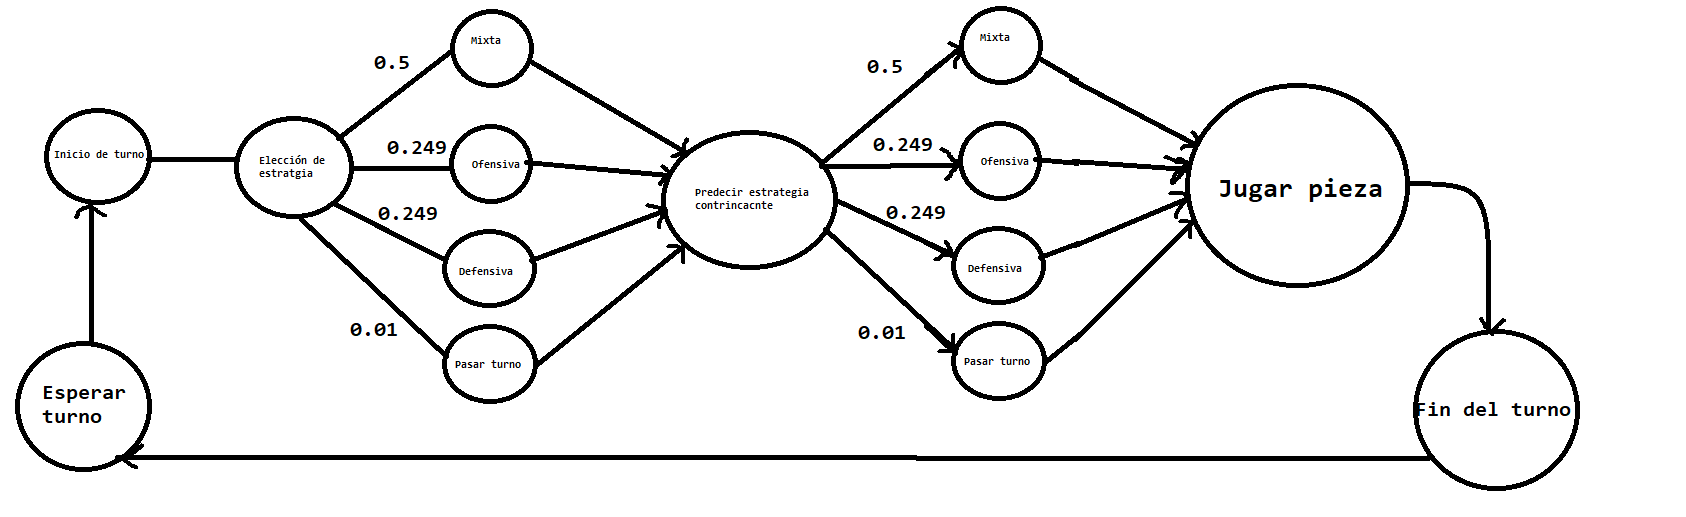 Inicio de turno
Elección de
estratgia
0.5
0.249
0.249
0.01
Mixta
Ofensiva
Defensiva
Pasar turno
Predecir estrategia
contrincacnte
0.5
0.249
0.249
0.01
Mixta
Ofensiva
Defensiva
Pasar turno
Jugar pieza
Fin del turno
Esperar
turno